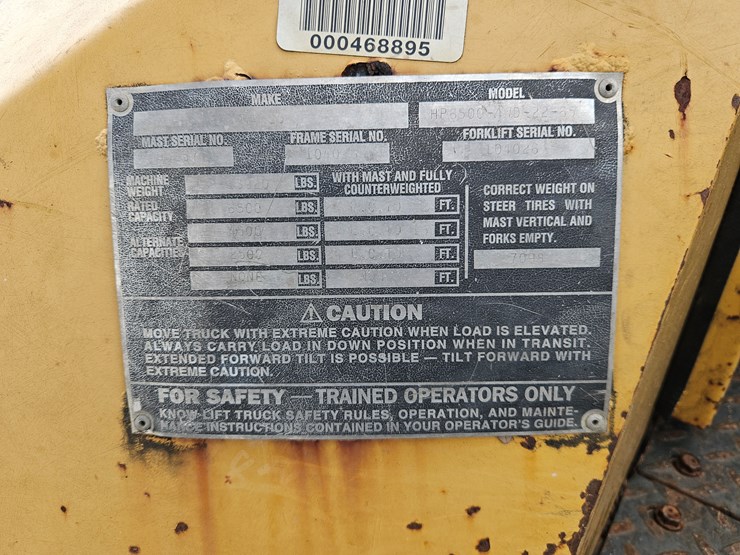 000468895
MAKE
MODEL
MAST SERIAL NO.
FRAME SERIAL NO.
FORKLIFT SERIAL NO.
MACHINE WEIGHT
LBS.
WITH MAST AND FULLY COUNTERWEIGHTED
RATED CAPACITY
LBS. FT.
ALTERNATE CAPACITIE
LBS. FT.
LBS. FT.
NONE LBS. FT.
CORRECT WEIGHT ON
STEER TIRES WITH
MAST VERTICAL AND
FORKS EMPTY.
⚠ CAUTION
MOVE TRUCK WITH EXTREME CAUTION WHEN LOAD IS ELEVATED.
ALWAYS CARRY LOAD IN DOWN POSITION WHEN IN TRANSIT.
EXTENDED FORWARD TILT IS POSSIBLE — TILT FORWARD WITH
EXTREME CAUTION.
FOR SAFETY — TRAINED OPERATORS ONLY
KNOW LIFT TRUCK SAFETY RULES, OPERATION, AND MAINTE-
NANCE INSTRUCTIONS CONTAINED IN YOUR OPERATOR'S GUIDE.